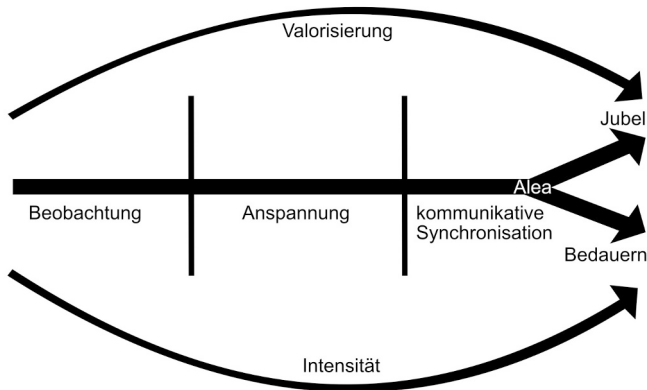 Valorisierung
Jubel
Alea
Beobachtung
Anspannung
kommunikative
Synchronisation
Bedauern
Intensität